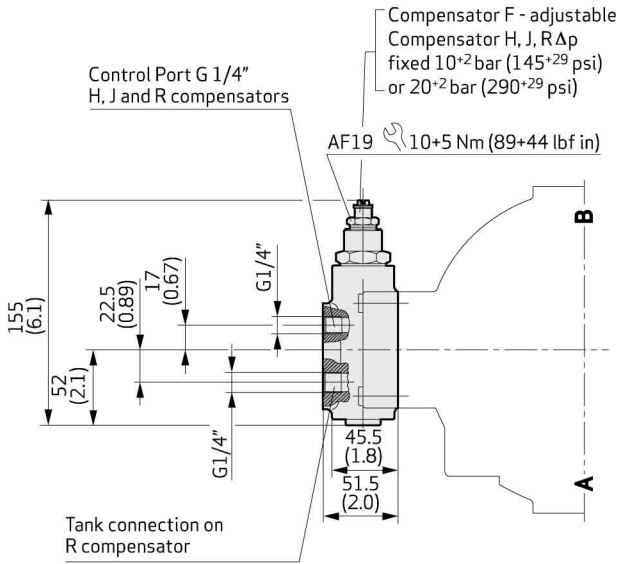 Compensator F - adjustable
Compensator H, J, R Δp
fixed 10+2 bar (145+29 psi)
or 20+2 bar (290+29 psi)
Control Port G 1/4”
H, J and R compensators
AF19 10+5 Nm (89+44 lbf in)
B
155
(6.1)
22.5
(0.89)
17
(0.67)
G1/4”
52
(2.1)
G1/4”
45.5
(1.8)
51.5
(2.0)
A
Tank connection on
R compensator